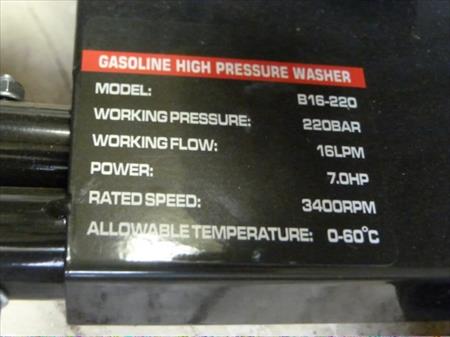 GASOLINE HIGH PRESSURE WASHER
MODEL: B16-220
WORKING PRESSURE: 220BAR
WORKING FLOW: 16LPM
POWER: 7.0HP
RATED SPEED: 3400RPM
ALLOWABLE TEMPERATURE: 0-60°C